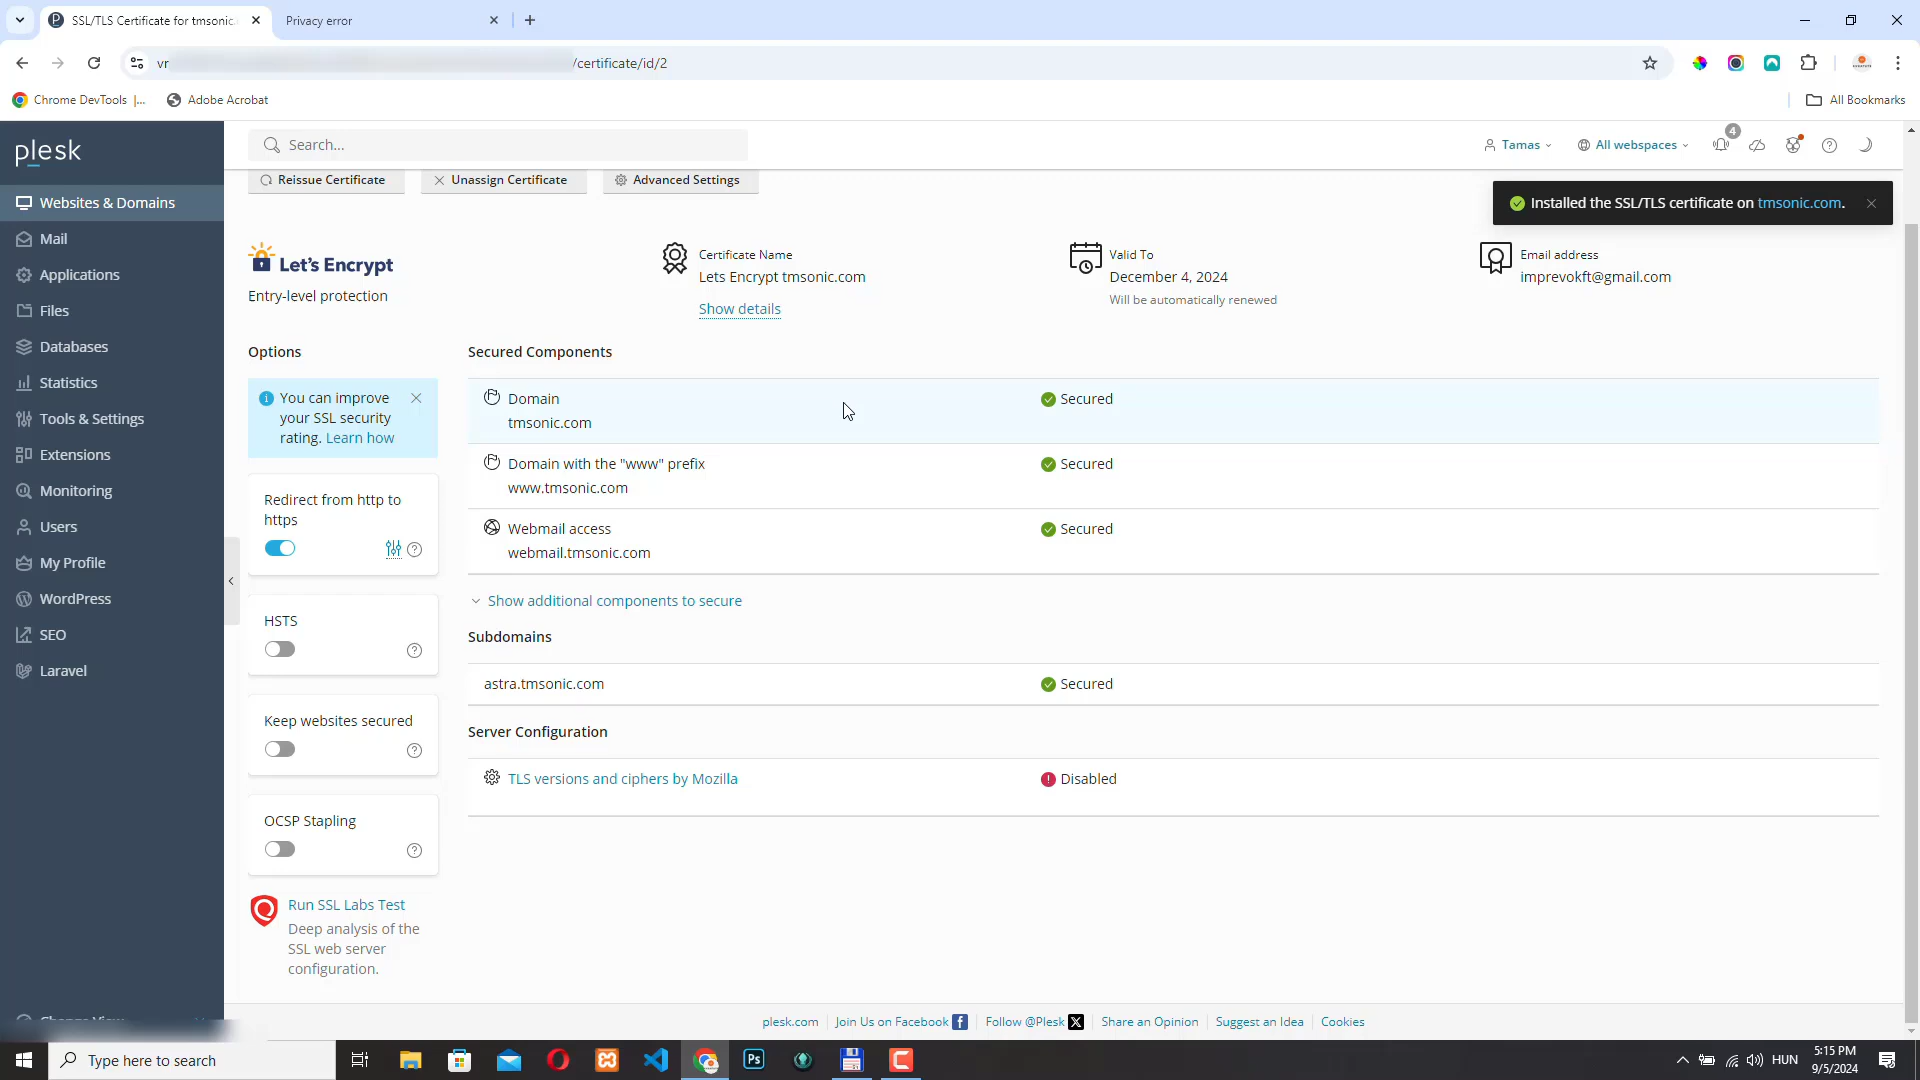 SSL/TLS Certificate for tmsonic.
Privacy error
vr
/certificate/id/2
Chrome DevTools |...
Adobe Acrobat
All Bookmarks
plesk
Search...
Tamas
All webspaces
4
Websites & Domains
Mail
Applications
Files
Databases
Statistics
Tools & Settings
Extensions
Monitoring
Users
My Profile
WordPress
SEO
Laravel
Reissue Certificate
Unassign Certificate
Advanced Settings
Installed the SSL/TLS certificate on tmsonic.com.
Let's Encrypt
Entry-level protection
Certificate Name
Lets Encrypt tmsonic.com
Show details
Valid To
December 4, 2024
Will be automatically renewed
Email address
imprevokft@gmail.com
Options
You can improve
your SSL security
rating. Learn how
Redirect from http to
https
HSTS
Keep websites secured
OCSP Stapling
Run SSL Labs Test
Deep analysis of the
SSL web server
configuration.
Secured Components
Domain
tmsonic.com
Secured
Domain with the "www" prefix
www.tmsonic.com
Secured
Webmail access
webmail.tmsonic.com
Secured
Show additional components to secure
Subdomains
astra.tmsonic.com
Secured
Server Configuration
TLS versions and ciphers by Mozilla
Disabled
plesk.com
Join Us on Facebook
Follow @Plesk
Share an Opinion
Suggest an Idea
Cookies
Type here to search
Ps
HUN
5:15 PM
9/5/2024